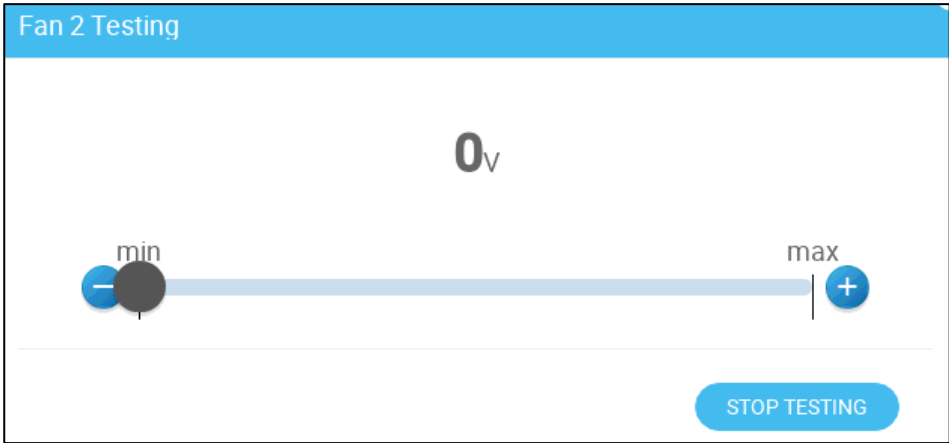 Fan 2 Testing
0V
min max
− +
STOP TESTING